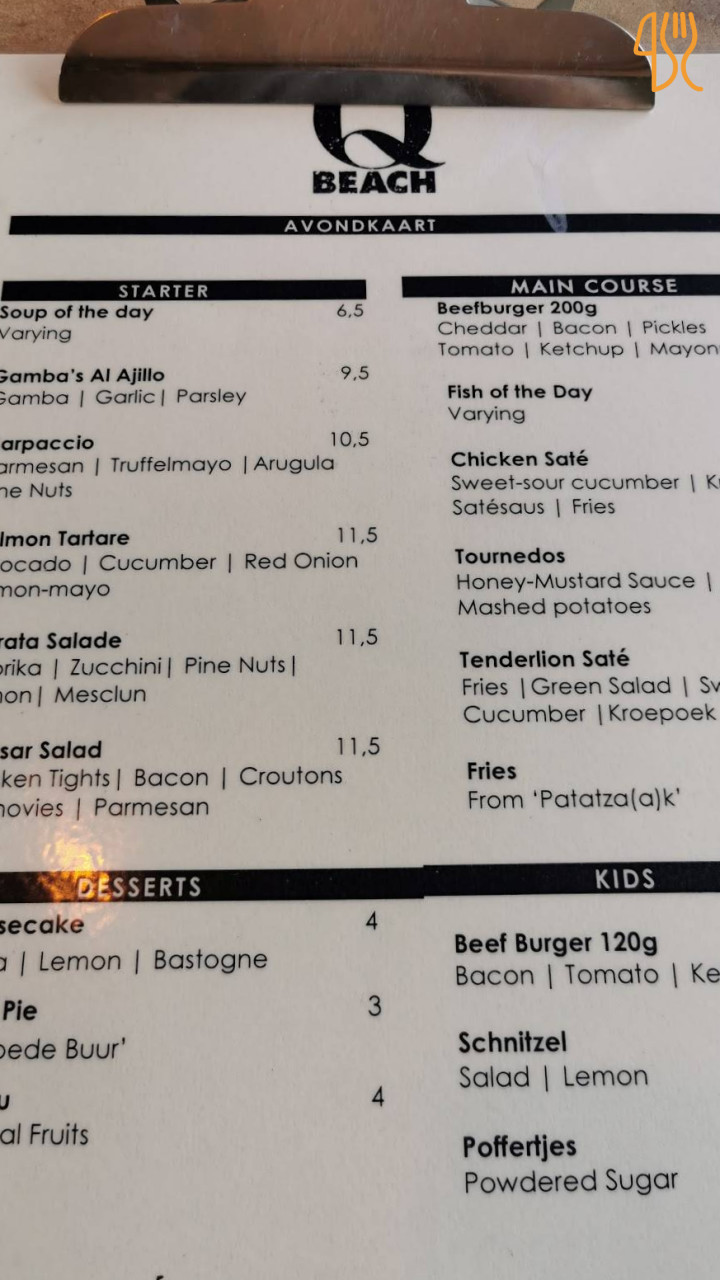 Q
BEACH
AVONDKAART
STARTER
Soup of the day 6,5
Varying
Gamba's Al Ajillo 9,5
Gamba | Garlic | Parsley
arpaccio 10,5
armesan | Truffelmayo | Arugula
ne Nuts
lmon Tartare 11,5
ocado | Cucumber | Red Onion
mon-mayo
rata Salade 11,5
prika | Zucchini | Pine Nuts |
on | Mesclun
sar Salad 11,5
ken Tights | Bacon | Croutons
hovies | Parmesan
MAIN COURSE
Beefburger 200g
Cheddar | Bacon | Pickles
Tomato | Ketchup | Mayon
Fish of the Day
Varying
Chicken Saté
Sweet-sour cucumber | K
Satésaus | Fries
Tournedos
Honey-Mustard Sauce |
Mashed potatoes
Tenderlion Saté
Fries | Green Salad | Sw
Cucumber | Kroepoek
Fries
From ‘Patatza(a)k’
DESSERTS
secake 4
a | Lemon | Bastogne
Pie 3
oede Buur’
u 4
al Fruits
KIDS
Beef Burger 120g
Bacon | Tomato | Ke
Schnitzel
Salad | Lemon
Poffertjes
Powdered Sugar